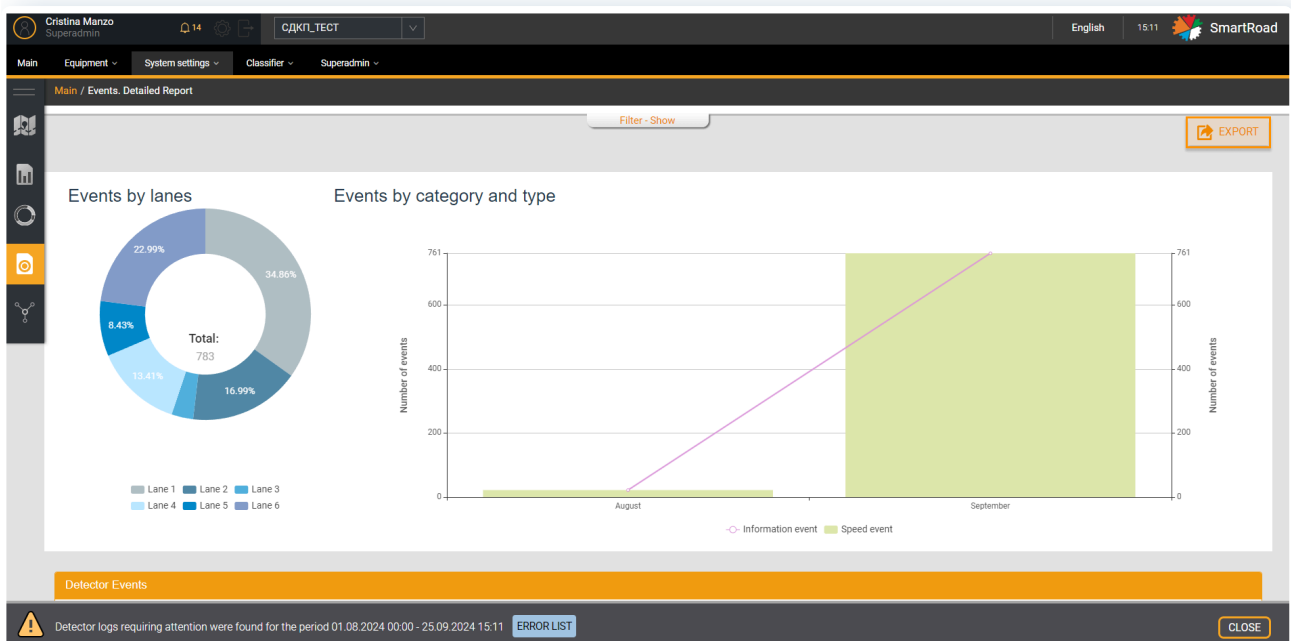 Cristina Manzo
Superadmin
14
СДКП_ТЕСТ
English
15:11
SmartRoad
Main
Equipment
System settings
Classifier
Superadmin
Main / Events. Detailed Report
Filter - Show
EXPORT
Events by lanes
22.99%
34.86%
8.43%
13.41%
16.99%
Total:
783
Lane 1 Lane 2 Lane 3
Lane 4 Lane 5 Lane 6
Events by category and type
761
600
400
200
0
Number of events
August
September
761
600
400
200
0
Number of events
Information event Speed event
Detector Events
Detector logs requiring attention were found for the period 01.08.2024 00:00 - 25.09.2024 15:11
ERROR LIST
CLOSE